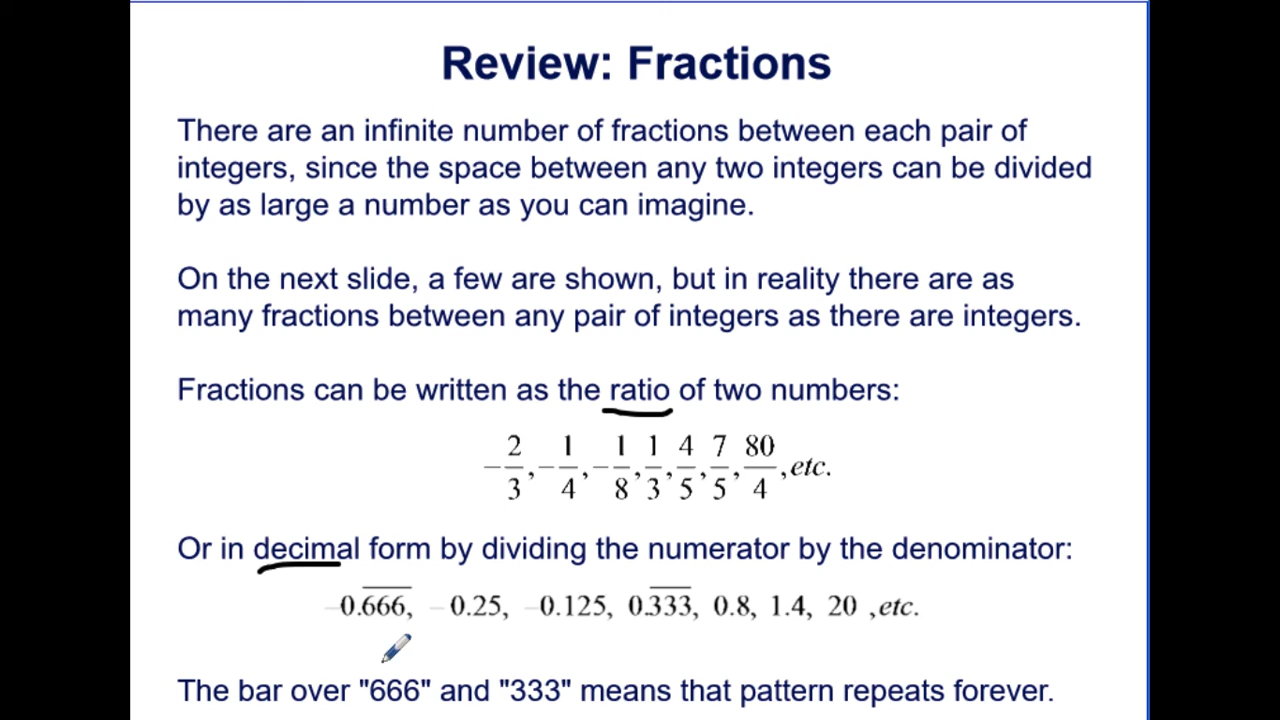 Review: Fractions
There are an infinite number of fractions between each pair of
integers, since the space between any two integers can be divided
by as large a number as you can imagine.
On the next slide, a few are shown, but in reality there are as
many fractions between any pair of integers as there are integers.
Fractions can be written as the ratio of two numbers:
−2/3, −1/4, −1/8, 1/3, 4/5, 7/5, 80/4, etc.
Or in decimal form by dividing the numerator by the denominator:
−0.6̅6̅6̅, −0.25, −0.125, 0.3̅3̅3̅, 0.8, 1.4, 20 ,etc.
The bar over "666" and "333" means that pattern repeats forever.